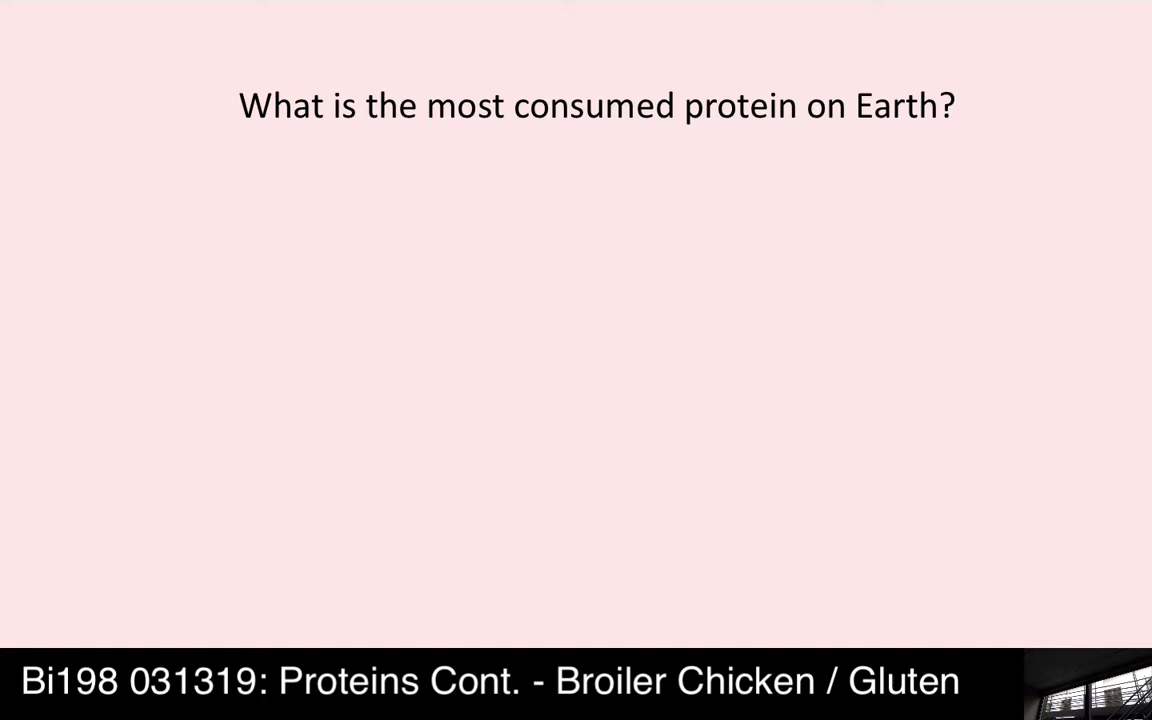 What is the most consumed protein on Earth?
Bi198 031319: Proteins Cont. - Broiler Chicken / Gluten